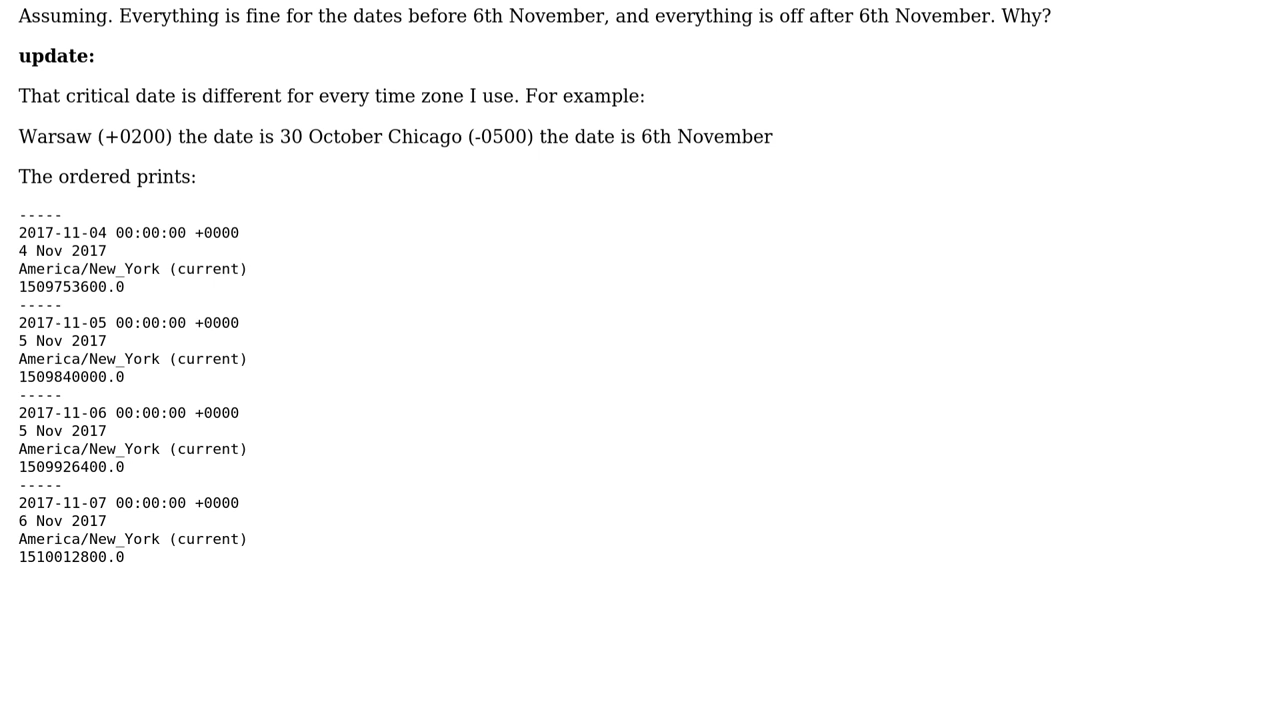 Assuming. Everything is fine for the dates before 6th November, and everything is off after 6th November. Why?
update:
That critical date is different for every time zone I use. For example:
Warsaw (+0200) the date is 30 October Chicago (-0500) the date is 6th November
The ordered prints:
-----
2017-11-04 00:00:00 +0000
4 Nov 2017
America/New_York (current)
1509753600.0
-----
2017-11-05 00:00:00 +0000
5 Nov 2017
America/New_York (current)
1509840000.0
-----
2017-11-06 00:00:00 +0000
5 Nov 2017
America/New_York (current)
1509926400.0
-----
2017-11-07 00:00:00 +0000
6 Nov 2017
America/New_York (current)
1510012800.0